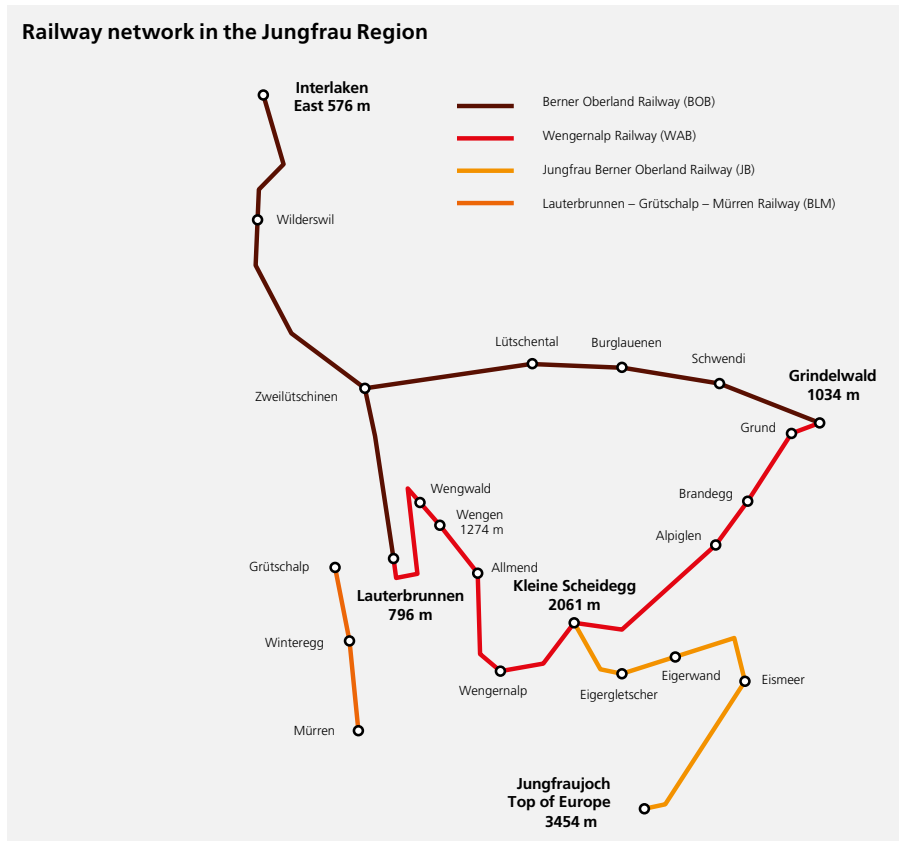 Railway network in the Jungfrau Region
Interlaken
East 576 m
Berner Oberland Railway (BOB)
Wengernalp Railway (WAB)
Jungfrau Berner Oberland Railway (JB)
Lauterbrunnen – Grütschalp – Mürren Railway (BLM)
Wilderswil
Lütschental
Burglauenen
Schwendi
Grindelwald
1034 m
Zweilütschinen
Grund
Wengwald
Brandegg
Wengen
1274 m
Alpiglen
Grütschalp
Allmend
Lauterbrunnen
796 m
Kleine Scheidegg
2061 m
Winteregg
Wengernalp
Eigergletscher
Eigerwand
Eismeer
Mürren
Jungfraujoch
Top of Europe
3454 m